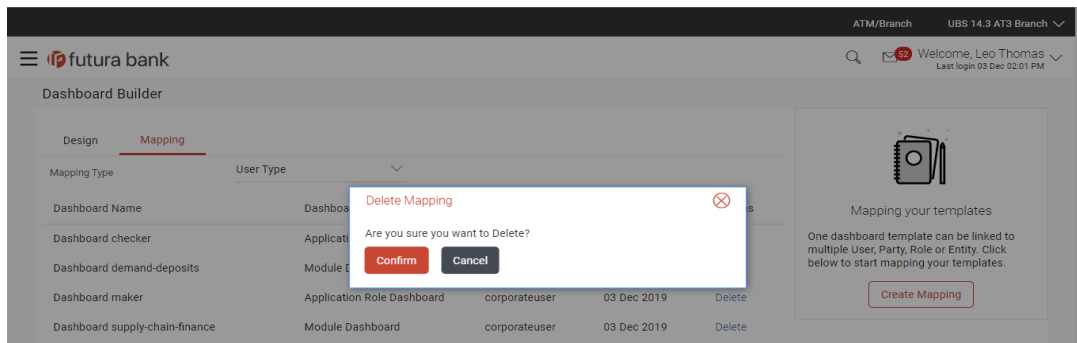 ATM/Branch UBS 14.3 AT3 Branch
futura bank 52 Welcome, Leo Thomas
Last login 03 Dec 02:01 PM
Dashboard Builder
Design Mapping
Mapping Type User Type
Delete Mapping
Are you sure you want to Delete?
Confirm Cancel
Dashboard Name Dashboa s
Dashboard checker Applicati
Dashboard demand-deposits Module D
Dashboard maker Application Role Dashboard corporateuser 03 Dec 2019 Delete
Dashboard supply-chain-finance Module Dashboard corporateuser 03 Dec 2019 Delete
Mapping your templates
One dashboard template can be linked to
multiple User, Party, Role or Entity. Click
below to start mapping your templates.
Create Mapping